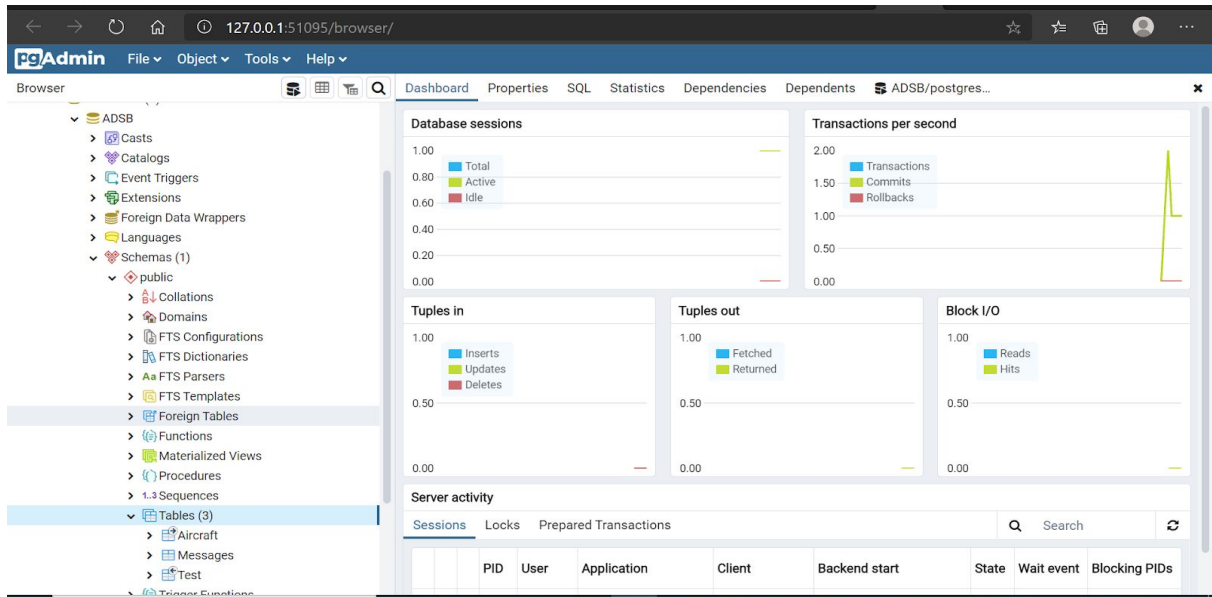 127.0.0.1:51095/browser/
pgAdmin File Object Tools Help
Browser
Dashboard Properties SQL Statistics Dependencies Dependents ADSB/postgres...
ADSB
Casts
Catalogs
Event Triggers
Extensions
Foreign Data Wrappers
Languages
Schemas (1)
public
Collations
Domains
FTS Configurations
FTS Dictionaries
Aa FTS Parsers
FTS Templates
Foreign Tables
Functions
Materialized Views
Procedures
1..3 Sequences
Tables (3)
Aircraft
Messages
Test
Trigger Functions
Database sessions
1.00
0.80
0.60
0.40
0.20
0.00
Total
Active
Idle
Transactions per second
2.00
1.50
1.00
0.50
0.00
Transactions
Commits
Rollbacks
Tuples in
1.00
0.50
0.00
Inserts
Updates
Deletes
Tuples out
1.00
0.50
0.00
Fetched
Returned
Block I/O
1.00
0.50
0.00
Reads
Hits
Server activity
Sessions Locks Prepared Transactions Search
PID User Application Client Backend start State Wait event Blocking PIDs